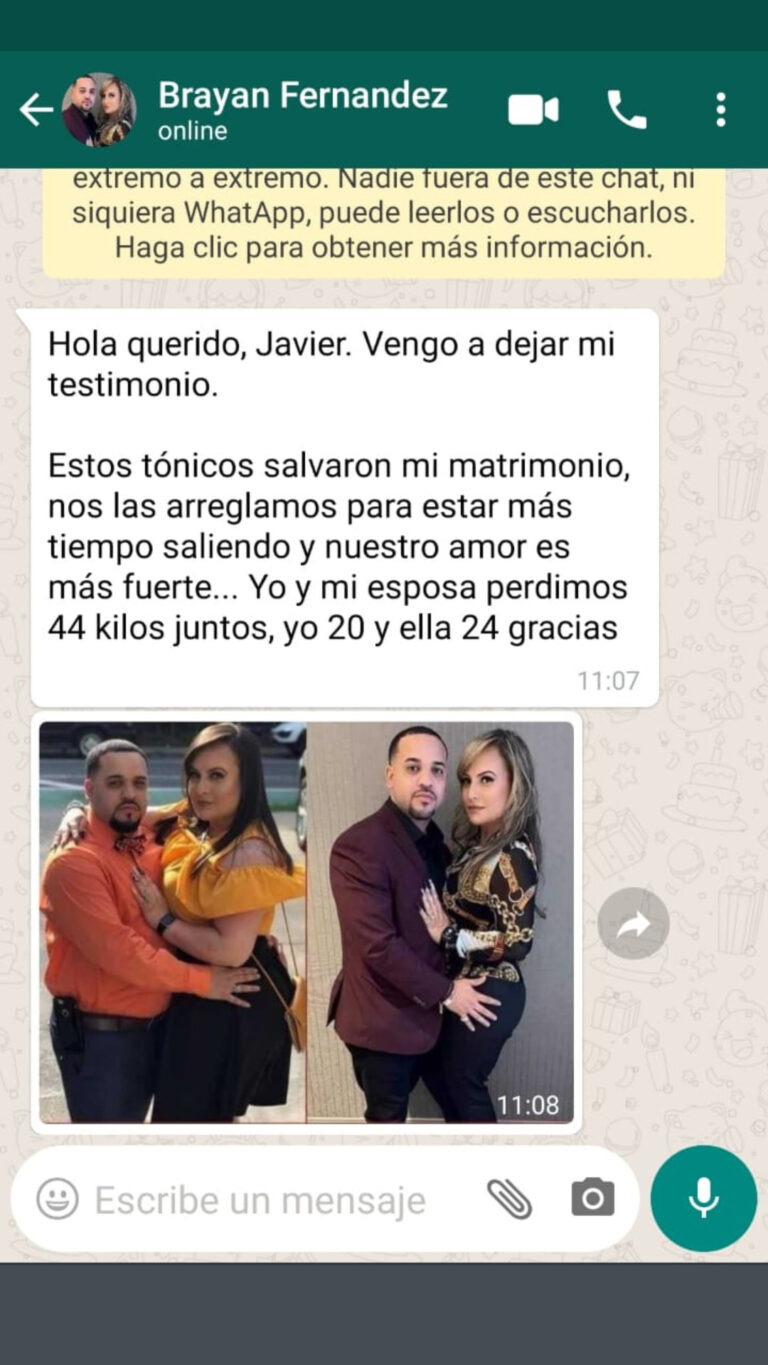 Brayan Fernandez
online
extremo a extremo. Nadie fuera de este chat, ni
siquiera WhatApp, puede leerlos o escucharlos.
Haga clic para obtener más información.
Hola querido, Javier. Vengo a dejar mi
testimonio.
Estos tónicos salvaron mi matrimonio,
nos las arreglamos para estar más
tiempo saliendo y nuestro amor es
más fuerte... Yo y mi esposa perdimos
44 kilos juntos, yo 20 y ella 24 gracias
11:07
11:08
Escribe un mensaje